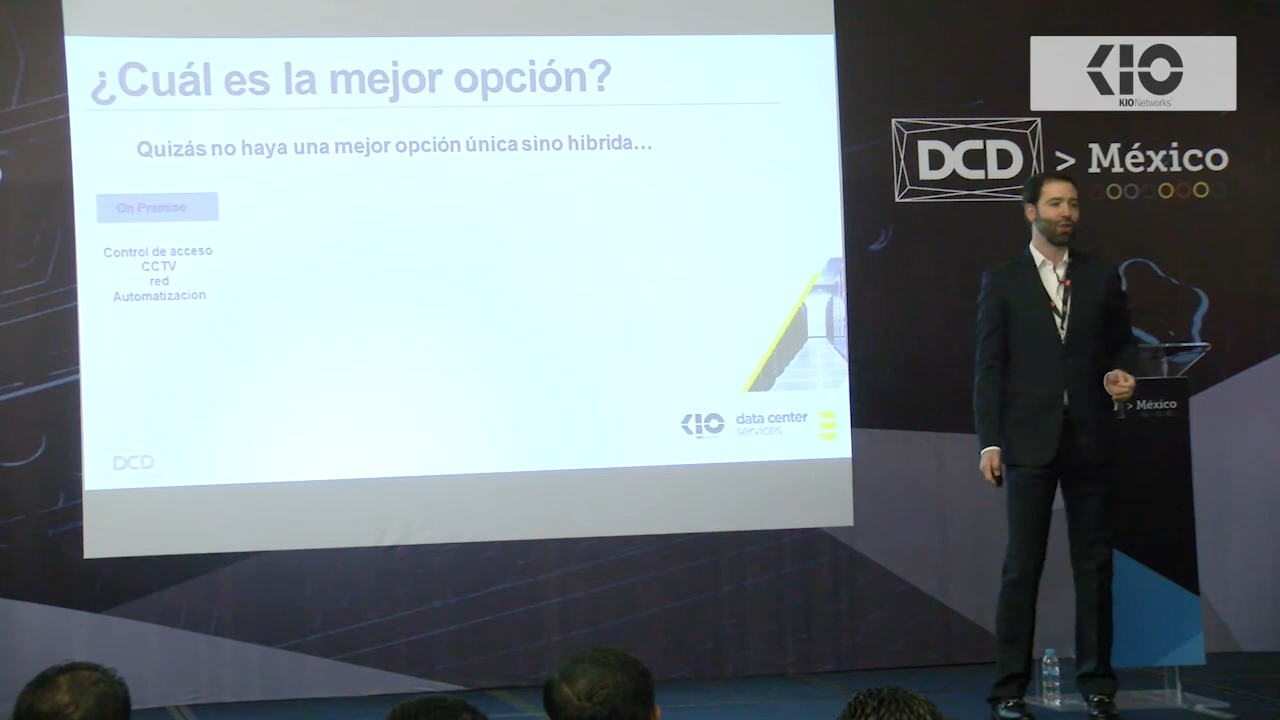 ¿Cuál es la mejor opción?
Quizás no haya una mejor opción única sino híbrida...
On Premise
Control de acceso
CCTV
red
Automatizacion
KIO
data center
services
DCD
KIO
KIO Networks
DCD > México
> México